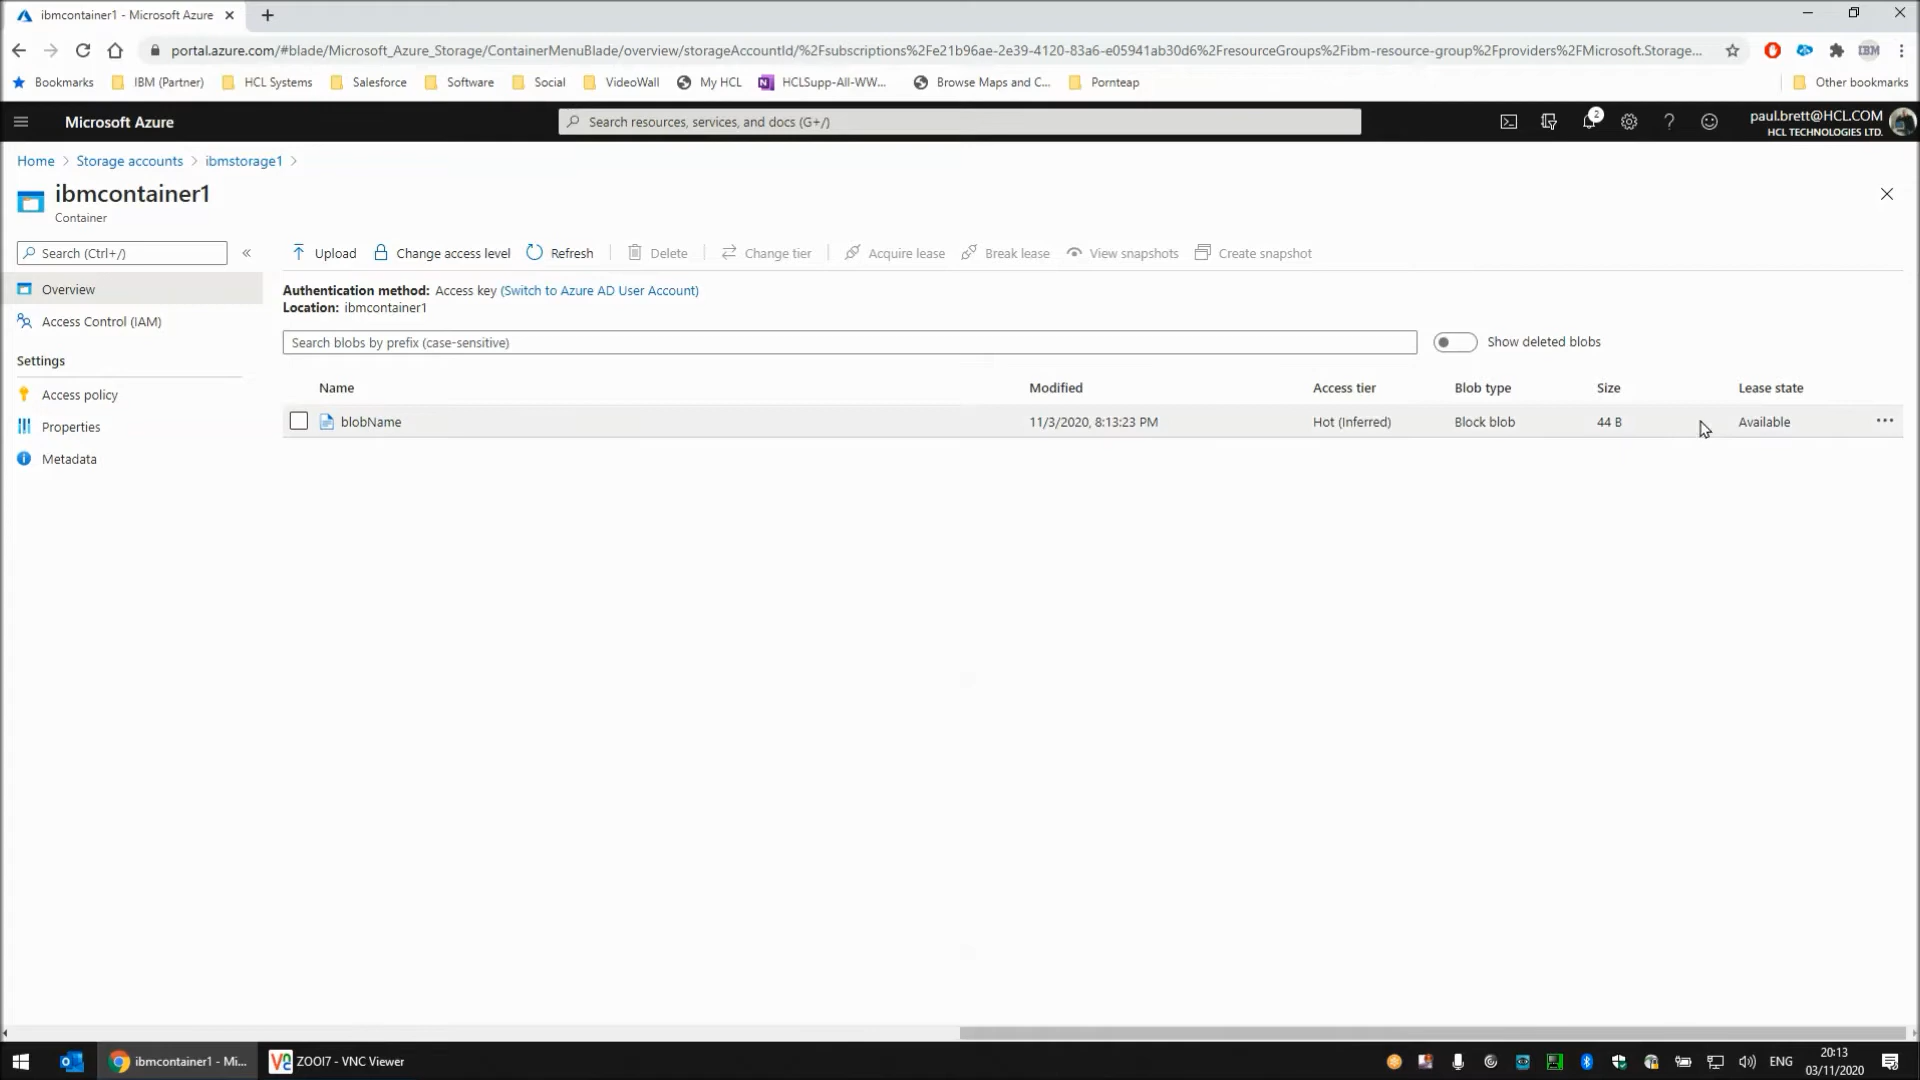 ibmcontainer1 - Microsoft Azure
portal.azure.com/#blade/Microsoft_Azure_Storage/ContainerMenuBlade/overview/storageAccountId/%2Fsubscriptions%2Fe21b96ae-2e39-4120-83a6-e05941ab30d6%2FresourceGroups%2Fibm-resource-group%2Fproviders%2FMicrosoft.Storage...
IBM
Bookmarks IBM (Partner) HCL Systems Salesforce Software Social VideoWall My HCL HCLSupp-All-WW... Browse Maps and C... Pornteap Other bookmarks
Microsoft Azure
Search resources, services, and docs (G+/)
2
paul.brett@HCL.COM
HCL TECHNOLOGIES LTD.
Home > Storage accounts > ibmstorage1 >
ibmcontainer1
Container
Search (Ctrl+/) «
Upload Change access level Refresh Delete Change tier Acquire lease Break lease View snapshots Create snapshot
Overview
Access Control (IAM)
Settings
Access policy
Properties
Metadata
Authentication method: Access key (Switch to Azure AD User Account)
Location: ibmcontainer1
Search blobs by prefix (case-sensitive)
Show deleted blobs
Name Modified Access tier Blob type Size Lease state
blobName 11/3/2020, 8:13:23 PM Hot (Inferred) Block blob 44 B Available ...
ibmcontainer1 - Mi...
ZOOI7 - VNC Viewer
ENG
20:13
03/11/2020